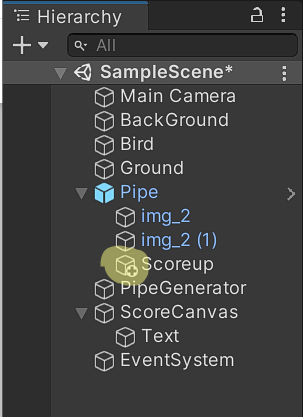 Hierarchy
All
SampleScene*
Main Camera
BackGround
Bird
Ground
Pipe
img_2
img_2 (1)
Scoreup
PipeGenerator
ScoreCanvas
Text
EventSystem